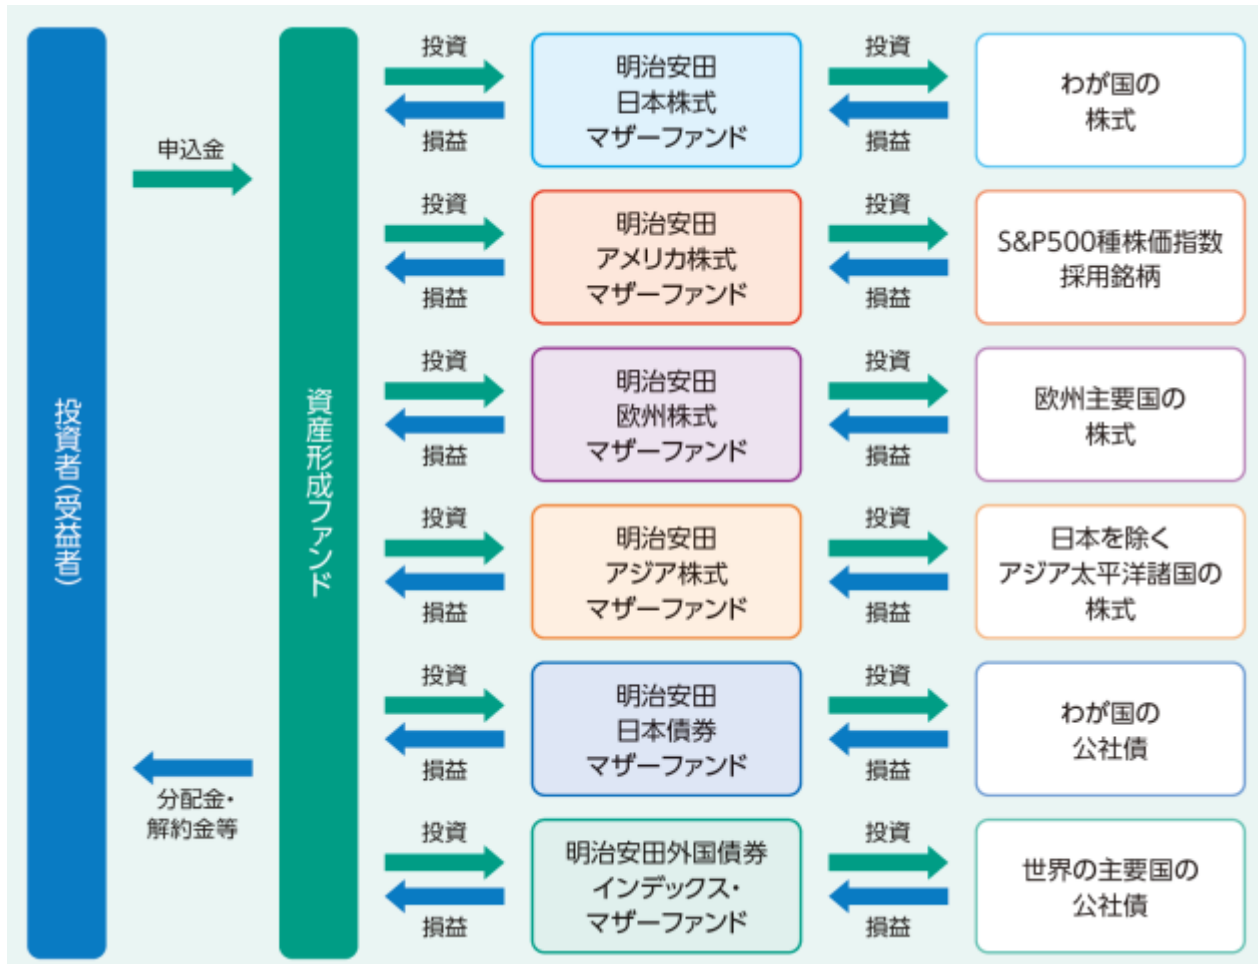 投資者(受益者)
申込金
分配金・
解約金等
資産形成ファンド
投資
損益
明治安田
日本株式
マザーファンド
投資
損益
わが国の
株式
投資
損益
明治安田
アメリカ株式
マザーファンド
投資
損益
S&P500種株価指数
採用銘柄
投資
損益
明治安田
欧州株式
マザーファンド
投資
損益
欧州主要国の
株式
投資
損益
明治安田
アジア株式
マザーファンド
投資
損益
日本を除く
アジア太平洋諸国の
株式
投資
損益
明治安田
日本債券
マザーファンド
投資
損益
わが国の
公社債
投資
損益
明治安田外国債券
インデックス・
マザーファンド
投資
損益
世界の主要国の
公社債